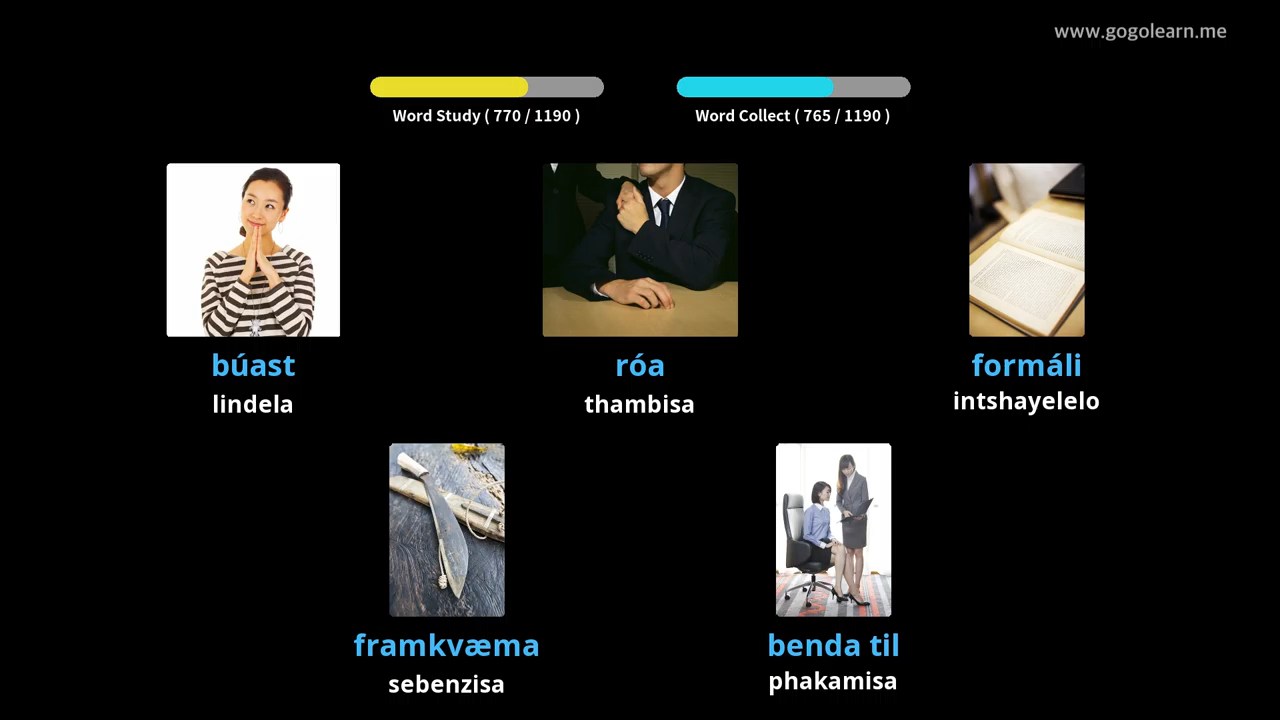 www.gogolearn.me
Word Study ( 770 / 1190 )
Word Collect ( 765 / 1190 )
búast
lindela
róa
thambisa
formáli
intshayelelo
framkvæma
sebenzisa
benda til
phakamisa